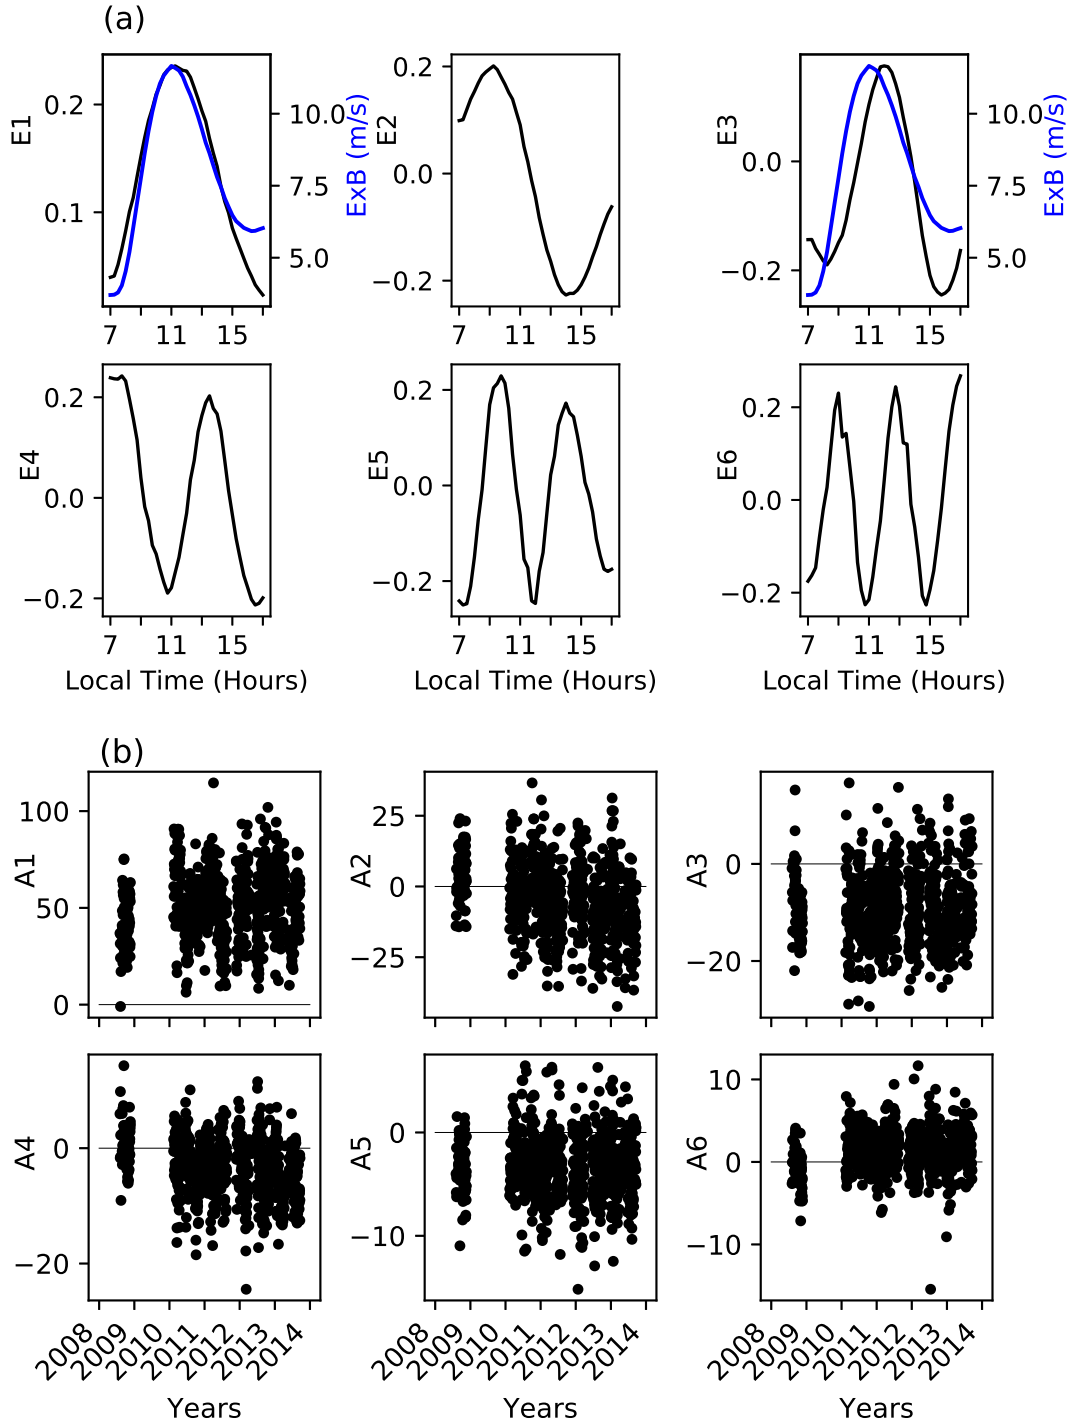 (a)
E1
0.2
0.1
10.0
7.5
5.0
ExB (m/s)
7 11 15
E2
0.2
0.0
−0.2
7 11 15
E3
0.0
−0.2
10.0
7.5
5.0
ExB (m/s)
7 11 15
E4
0.2
0.0
−0.2
7 11 15
Local Time (Hours)
E5
0.2
0.0
−0.2
7 11 15
Local Time (Hours)
E6
0.2
0.0
−0.2
7 11 15
Local Time (Hours)
(b)
A1
100
50
0
A2
25
0
−25
A3
0
−20
A4
0
−20
2008 2009 2010 2011 2012 2013 2014
Years
A5
0
−10
2008 2009 2010 2011 2012 2013 2014
Years
A6
10
0
−10
2008 2009 2010 2011 2012 2013 2014
Years